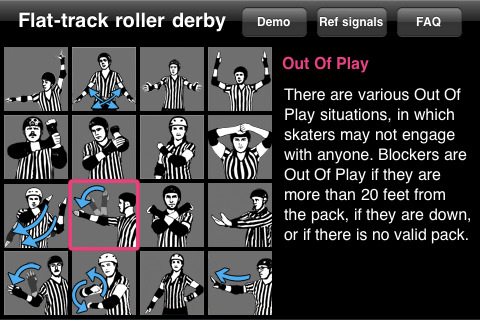 Flat-track roller derby
Demo
Ref signals
FAQ
Out Of Play
There are various Out Of
Play situations, in which
skaters may not engage
with anyone. Blockers are
Out Of Play if they are
more than 20 feet from
the pack, if they are down,
or if there is no valid pack.